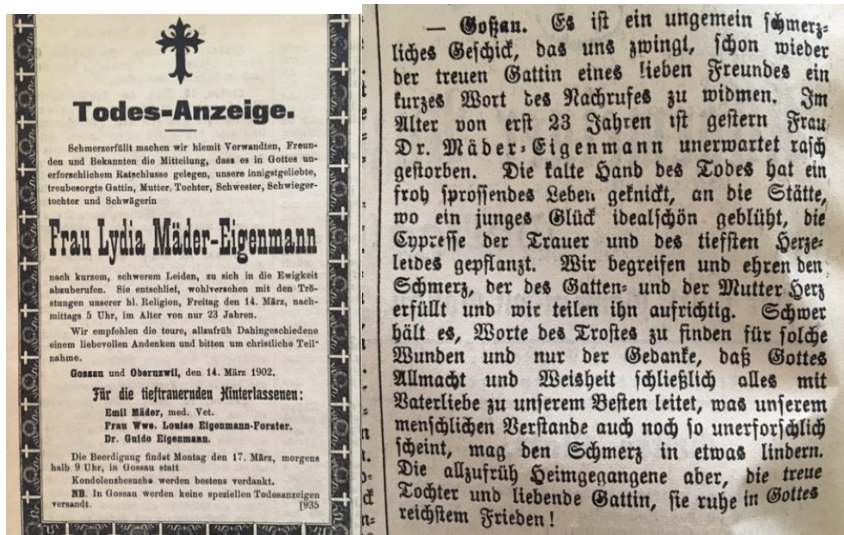 Todes-Anzeige.
Schmerzerfüllt machen wir hiemit Verwandten, Freun-
den und Bekannten die Mitteilung, dass es in Gottes un-
erforschlichem Ratschlusse gelegen, unsere innigstgeliebte,
treubesorgte Gattin, Mutter, Tochter, Schwester, Schwieger-
tochter und Schwägerin
Frau Lydia Mäder-Eigenmann
nach kurzem, schwerem Leiden, zu sich in die Ewigkeit
abzuberufen. Sie entschlief, wohlversehen mit den Trö-
stungen unserer hl. Religion, Freitag den 14. März, nach-
mittags 5 Uhr, im Alter von nur 23 Jahren.
Wir empfehlen die teure, allzufrüh Dahingeschiedene
einem liebevollen Andenken und bitten um christliche Teil-
nahme.
Gossau und Oberuzwil, den 14. März 1902.
Für die tieftrauernden Hinterlassenen:
Emil Mäder, med. Vet.
Frau Wwe. Louise Eigenmann-Forster.
Dr. Guido Eigenmann.
Die Beerdigung findet Montag den 17. März, morgens
halb 9 Uhr, in Gossau statt
Kondolenzbesuche werden bestens verdankt.
NB. In Gossau werden keine speziellen Todesanzeigen
versandt. [935
— Goßau. Es ist ein ungemein schmerz-
liches Geschick, das uns zwingt, schon wieder
der treuen Gattin eines lieben Freundes ein
kurzes Wort des Nachrufes zu widmen. Im
Alter von erst 23 Jahren ist gestern Frau
Dr. Mäder-Eigenmann unerwartet rasch
gestorben. Die kalte Hand des Todes hat ein
froh sprossendes Leben geknickt, an die Stätte,
wo ein junges Glück idealschön geblüht, die
Cypresse der Trauer und des tiefsten Herze-
leides gepflanzt. Wir begreifen und ehren den
Schmerz, der des Gatten- und der Mutter Herz
erfüllt und wir teilen ihn aufrichtig. Schwer
hält es, Worte des Trostes zu finden für solche
Wunden und nur der Gedanke, daß Gottes
Allmacht und Weisheit schließlich alles mit
Vaterliebe zu unserem Besten leitet, was unserem
menschlichen Verstande auch noch so unerforschlich
scheint, mag den Schmerz in etwas lindern.
Die allzufrüh Heimgegangene aber, die treue
Tochter und liebende Gattin, sie ruhe in Gottes
reichstem Frieden!